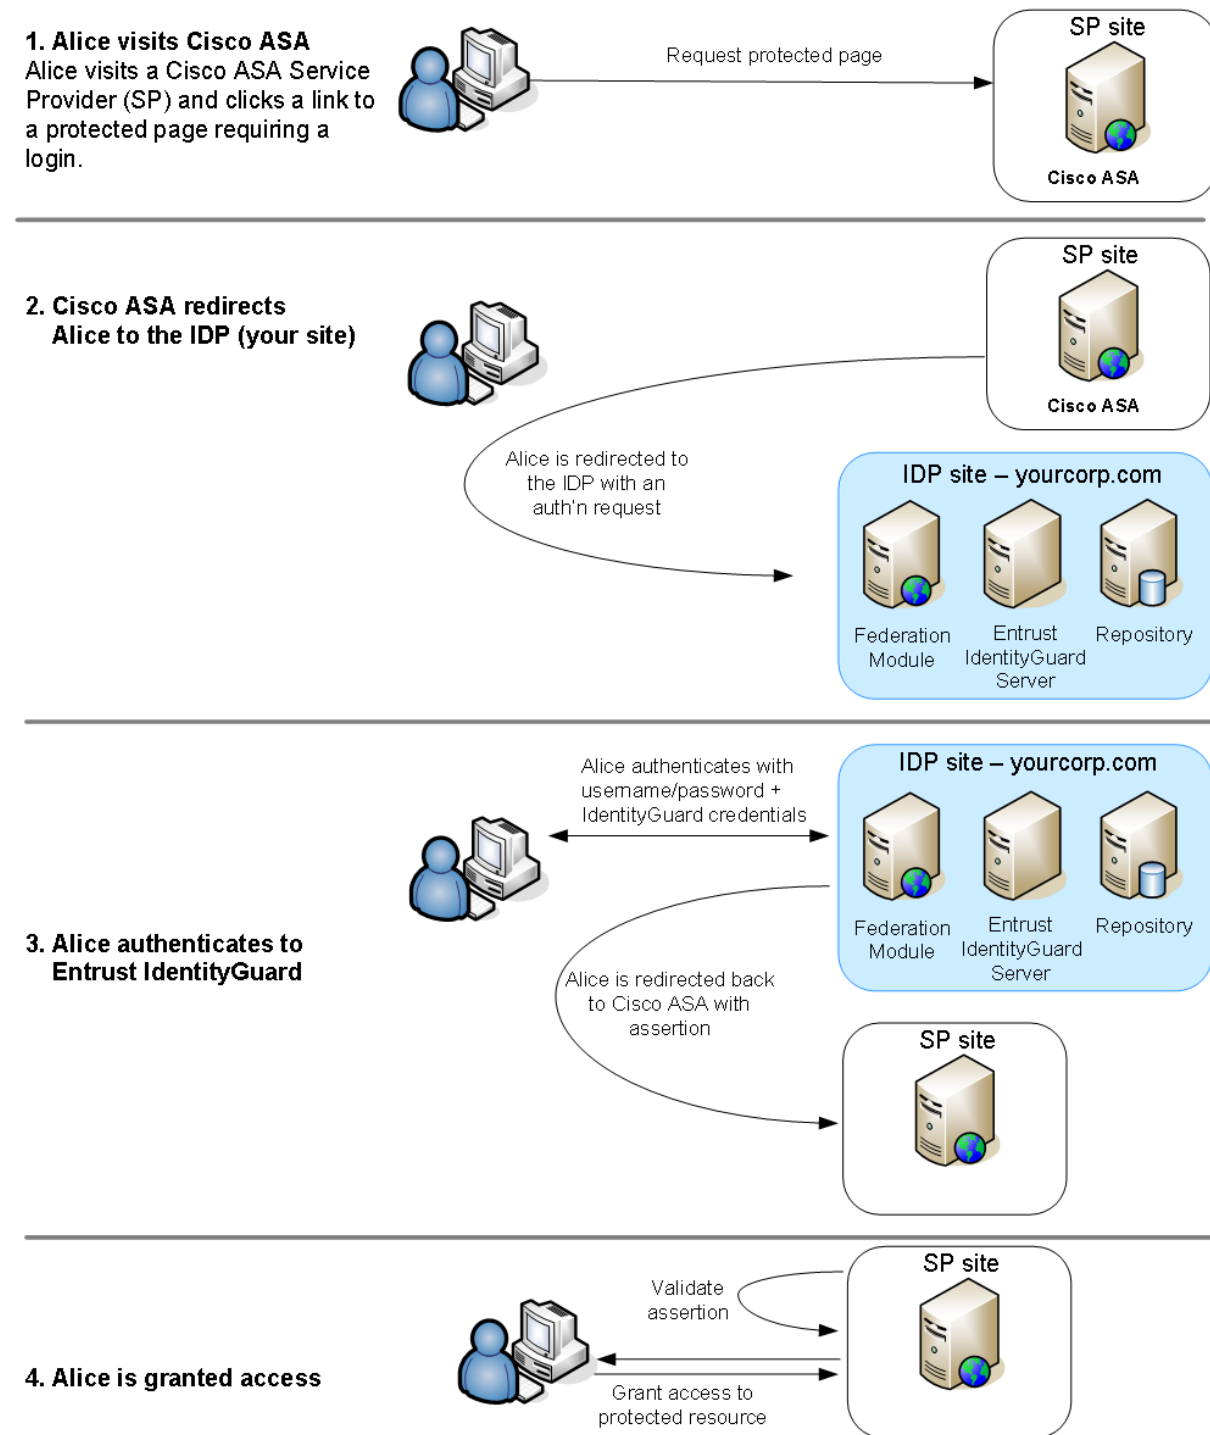 1. Alice visits Cisco ASA
Alice visits a Cisco ASA Service
Provider (SP) and clicks a link to
a protected page requiring a
login.
Request protected page
SP site
Cisco ASA
2. Cisco ASA redirects
Alice to the IDP (your site)
SP site
Cisco ASA
Alice is redirected to
the IDP with an
auth'n request
IDP site – yourcorp.com
Federation
Module
Entrust
IdentityGuard
Server
Repository
3. Alice authenticates to
Entrust IdentityGuard
Alice authenticates with
username/password +
IdentityGuard credentials
IDP site – yourcorp.com
Federation
Module
Entrust
IdentityGuard
Server
Repository
Alice is redirected back
to Cisco ASA with
assertion
SP site
4. Alice is granted access
Validate
assertion
SP site
Grant access to
protected resource